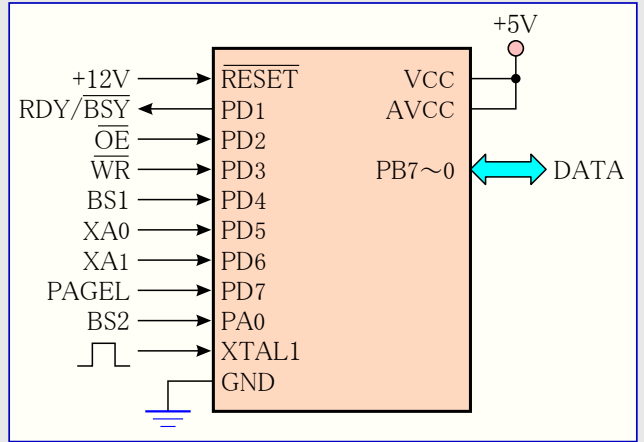 +5V
+12V RESET VCC
RDY/BSY PD1 AVCC
OE PD2
WR PD3 PB7～0 DATA
BS1 PD4
XA0 PD5
XA1 PD6
PAGEL PD7
BS2 PA0
XTAL1
GND